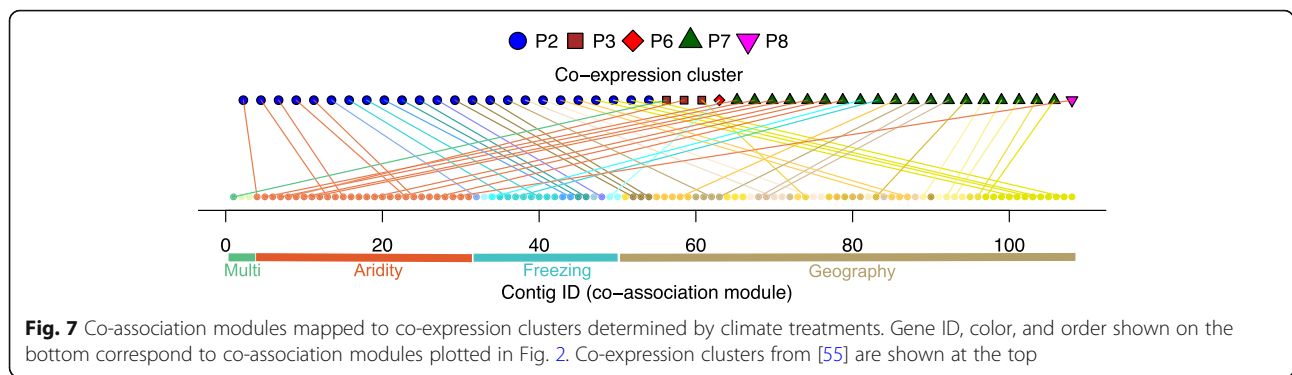 P2 P3 P6 P7 P8
Co−expression cluster
0 20 40 60 80 100
Multi Aridity Freezing Geography
Contig ID (co−association module)
Fig. 7 Co-association modules mapped to co-expression clusters determined by climate treatments. Gene ID, color, and order shown on the
bottom correspond to co-association modules plotted in Fig. 2. Co-expression clusters from [55] are shown at the top